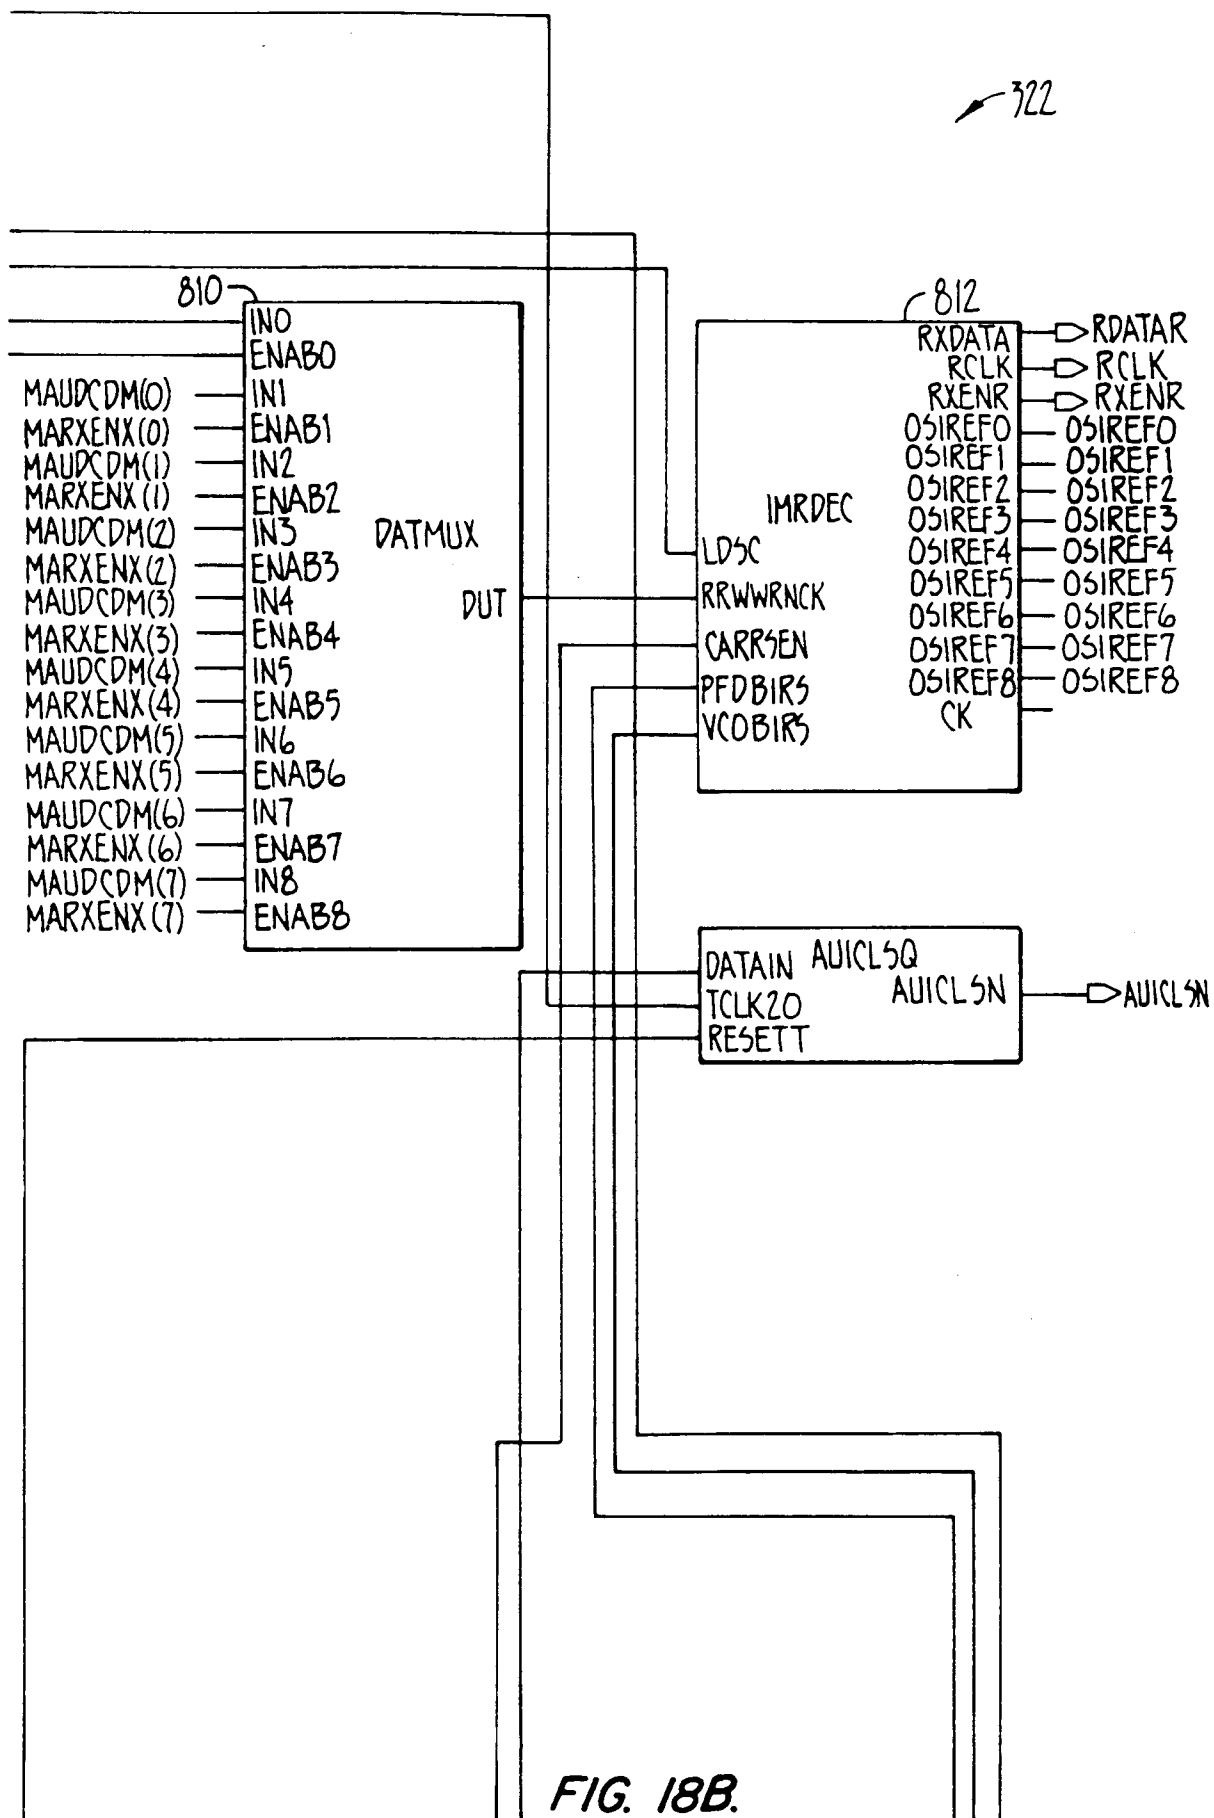 322
810
IN0
ENAB0
MAUDCDM(0) IN1
MARXENX(0) ENAB1
MAUDCDM(1) IN2
MARXENX(1) ENAB2
MAUDCDM(2) IN3
MARXENX(2) ENAB3
MAUDCDM(3) IN4
MARXENX(3) ENAB4
MAUDCDM(4) IN5
MARXENX(4) ENAB5
MAUDCDM(5) IN6
MARXENX(5) ENAB6
MAUDCDM(6) IN7
MARXENX(6) ENAB7
MAUDCDM(7) IN8
MARXENX(7) ENAB8
DATMUX
DUT
812
RXDATA RDATAR
RCLK RCLK
RXENR RXENR
OSIREF0 OSIREF0
OSIREF1 OSIREF1
OSIREF2 OSIREF2
OSIREF3 OSIREF3
OSIREF4 OSIREF4
OSIREF5 OSIREF5
OSIREF6 OSIREF6
OSIREF7 OSIREF7
OSIREF8 OSIREF8
CK
IMRDEC
LDSC
RRWWRNCK
CARRSEN
PFDBIRS
VCOBIRS
DATAIN AUICLSQ
TCLK20 AUICLSN AUICLSN
RESETT
FIG. 18B.